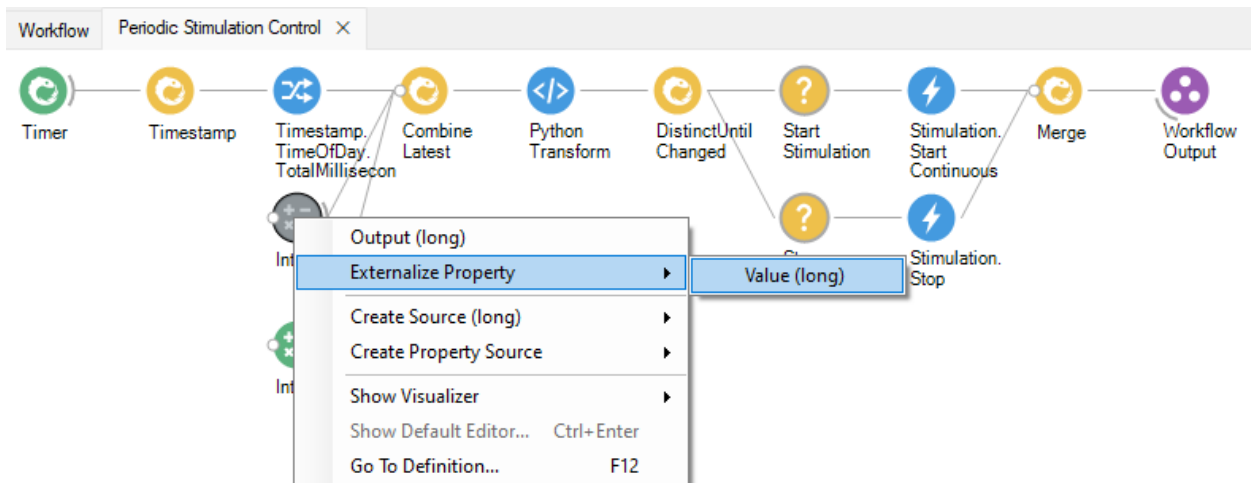 Workflow
Periodic Stimulation Control
Timer
Timestamp
Timestamp.
TimeOfDay.
TotalMillisecon
Combine
Latest
Python
Transform
DistinctUntil
Changed
Start
Stimulation
Stimulation.
Start
Continuous
Merge
Workflow
Output
Int
Stimulation.
Stop
Int
Output (long)
Externalize Property
Value (long)
Create Source (long)
Create Property Source
Show Visualizer
Show Default Editor... Ctrl+Enter
Go To Definition... F12